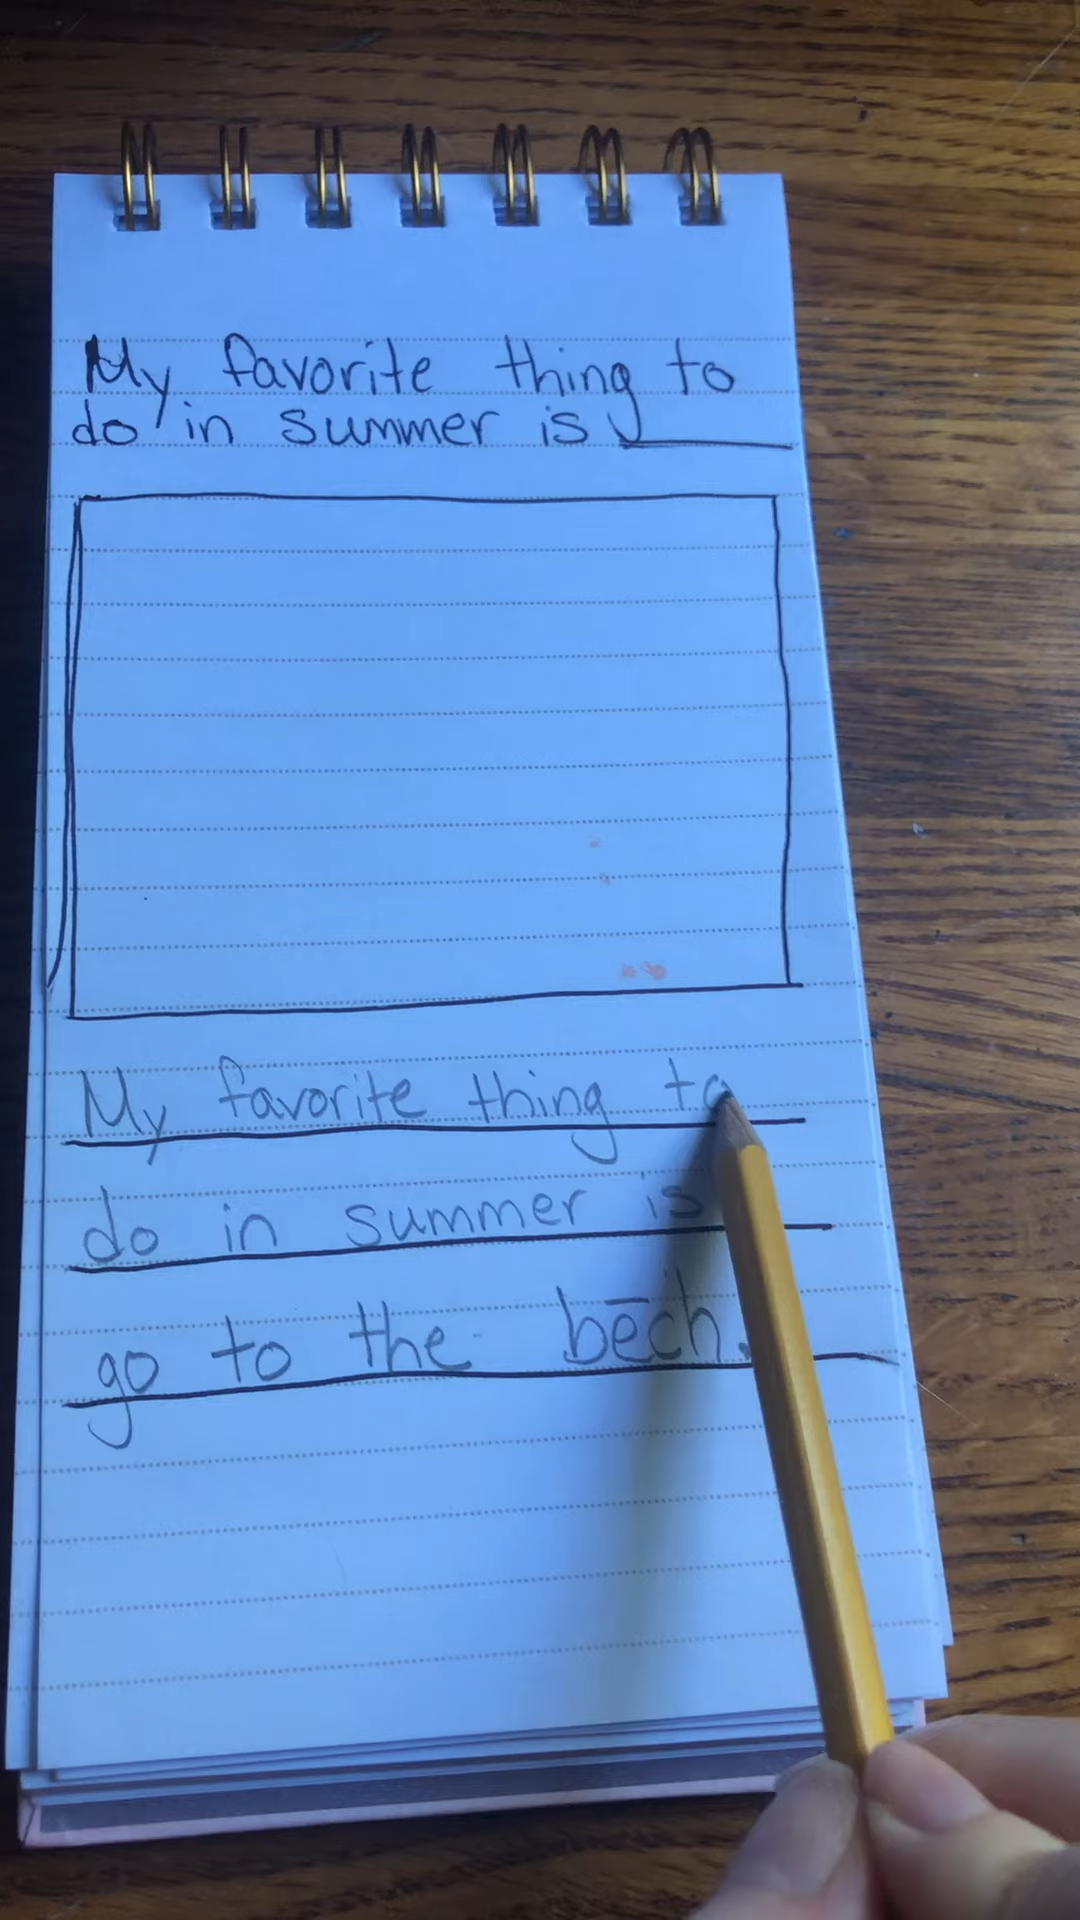 My favorite thing to
do in summer is ______
My favorite thing to
do in summer is
go to the bēch.